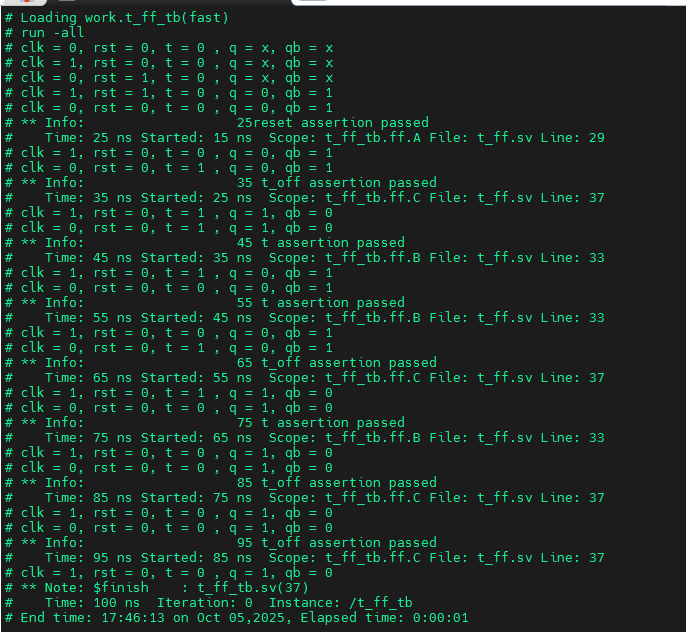 # Loading work.t_ff_tb(fast)
# run -all
# clk = 0, rst = 0, t = 0 , q = x, qb = x
# clk = 1, rst = 0, t = 0 , q = x, qb = x
# clk = 0, rst = 1, t = 0 , q = x, qb = x
# clk = 1, rst = 1, t = 0 , q = 0, qb = 1
# clk = 0, rst = 0, t = 0 , q = 0, qb = 1
# ** Info:                   25reset assertion passed
#    Time: 25 ns Started: 15 ns  Scope: t_ff_tb.ff.A File: t_ff.sv Line: 29
# clk = 1, rst = 0, t = 0 , q = 0, qb = 1
# clk = 0, rst = 0, t = 1 , q = 0, qb = 1
# ** Info:                   35 t_off assertion passed
#    Time: 35 ns Started: 25 ns  Scope: t_ff_tb.ff.C File: t_ff.sv Line: 37
# clk = 1, rst = 0, t = 1 , q = 1, qb = 0
# clk = 0, rst = 0, t = 1 , q = 1, qb = 0
# ** Info:                   45 t assertion passed
#    Time: 45 ns Started: 35 ns  Scope: t_ff_tb.ff.B File: t_ff.sv Line: 33
# clk = 1, rst = 0, t = 1 , q = 0, qb = 1
# clk = 0, rst = 0, t = 0 , q = 0, qb = 1
# ** Info:                   55 t assertion passed
#    Time: 55 ns Started: 45 ns  Scope: t_ff_tb.ff.B File: t_ff.sv Line: 33
# clk = 1, rst = 0, t = 0 , q = 0, qb = 1
# clk = 0, rst = 0, t = 1 , q = 0, qb = 1
# ** Info:                   65 t_off assertion passed
#    Time: 65 ns Started: 55 ns  Scope: t_ff_tb.ff.C File: t_ff.sv Line: 37
# clk = 1, rst = 0, t = 1 , q = 1, qb = 0
# clk = 0, rst = 0, t = 0 , q = 1, qb = 0
# ** Info:                   75 t assertion passed
#    Time: 75 ns Started: 65 ns  Scope: t_ff_tb.ff.B File: t_ff.sv Line: 33
# clk = 1, rst = 0, t = 0 , q = 1, qb = 0
# clk = 0, rst = 0, t = 0 , q = 1, qb = 0
# ** Info:                   85 t_off assertion passed
#    Time: 85 ns Started: 75 ns  Scope: t_ff_tb.ff.C File: t_ff.sv Line: 37
# clk = 1, rst = 0, t = 0 , q = 1, qb = 0
# clk = 0, rst = 0, t = 0 , q = 1, qb = 0
# ** Info:                   95 t_off assertion passed
#    Time: 95 ns Started: 85 ns  Scope: t_ff_tb.ff.C File: t_ff.sv Line: 37
# clk = 1, rst = 0, t = 0 , q = 1, qb = 0
# ** Note: $finish    : t_ff_tb.sv(37)
#    Time: 100 ns  Iteration: 0  Instance: /t_ff_tb
# End time: 17:46:13 on Oct 05,2025, Elapsed time: 0:00:01